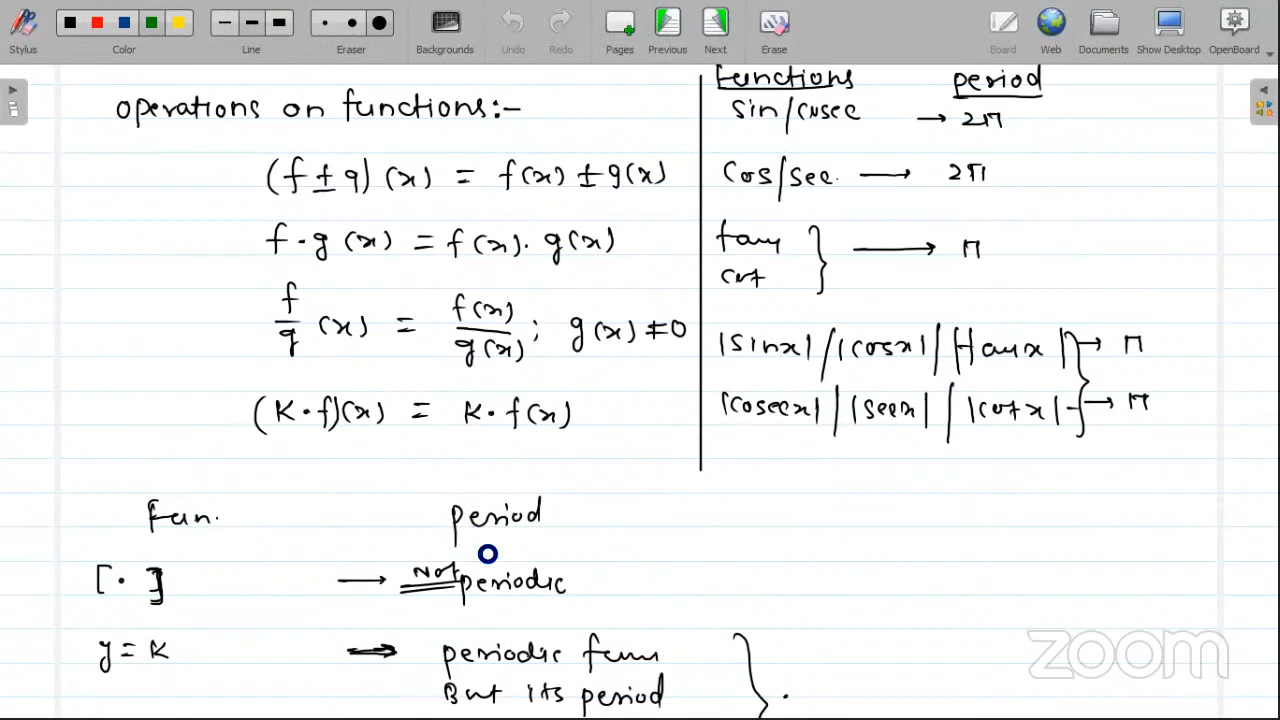 Stylus Color Line Eraser Backgrounds Undo Redo Pages Previous Next Erase Board Web Documents Show Desktop OpenBoard
operations on functions:-
(f ± g) (x) = f(x) ± g(x)
f · g (x) = f(x) · g(x)
f/g (x) = f(x)/g(x) ; g(x) ≠ 0
(K · f)(x) = K · f(x)
Functions period
Sin/cosec → 2π
Cos/Sec. → 2π
tan
cot } → π
|Sinx| / |cosx| / |tanx| → π
|cosecx| / |secx| / |cotx| → π
Fun. period
[ · ] → Not periodic
y = K → periodic fun
But its period
zoom